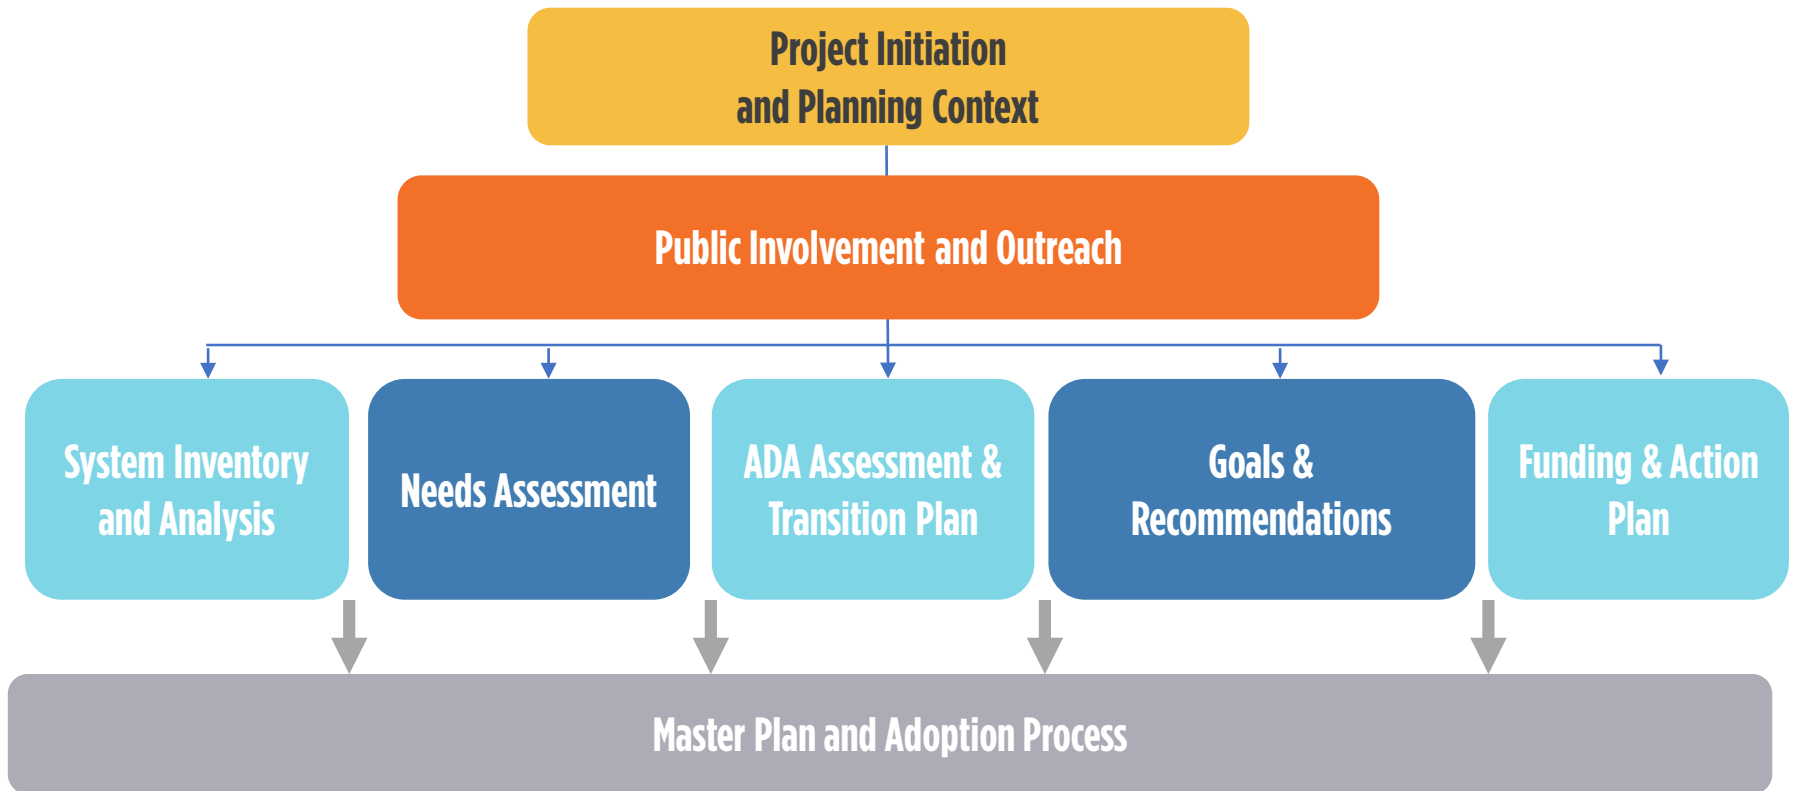 Project Initiation
and Planning Context
Public Involvement and Outreach
System Inventory
and Analysis
Needs Assessment
ADA Assessment &
Transition Plan
Goals &
Recommendations
Funding & Action
Plan
Master Plan and Adoption Process